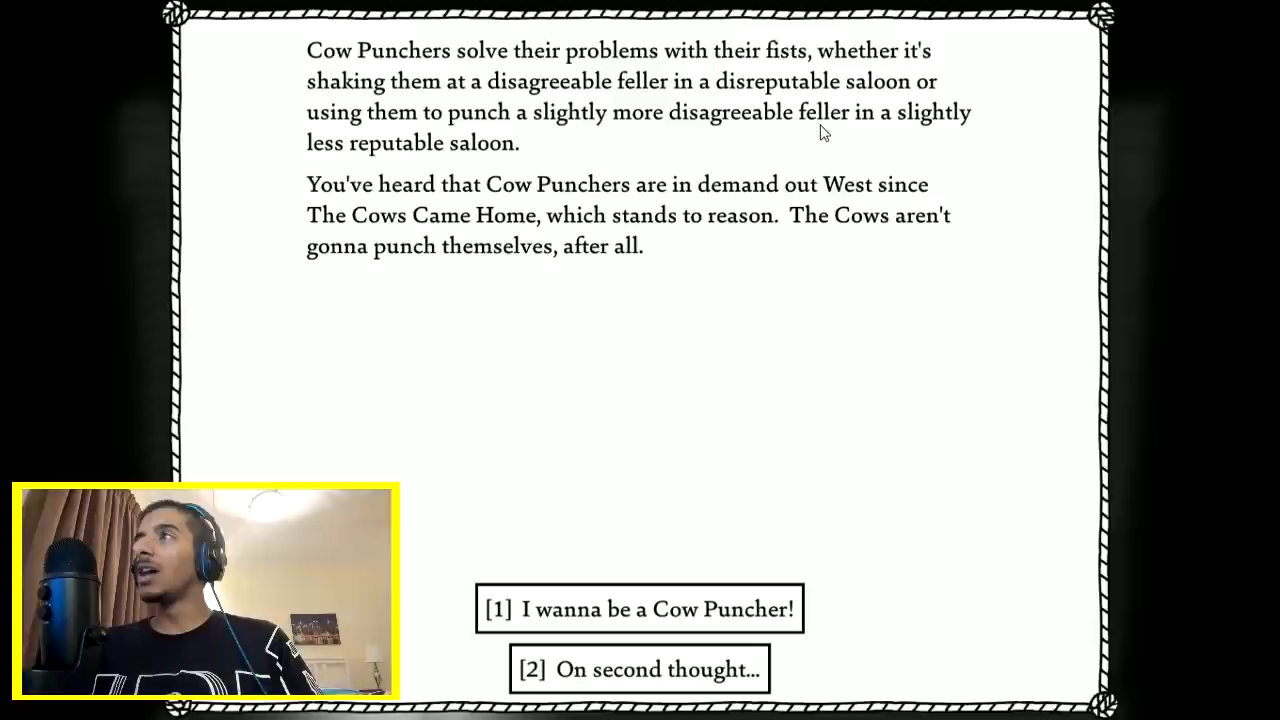 Cow Punchers solve their problems with their fists, whether it's
shaking them at a disagreeable feller in a disreputable saloon or
using them to punch a slightly more disagreeable feller in a slightly
less reputable saloon.
You've heard that Cow Punchers are in demand out West since
The Cows Came Home, which stands to reason.  The Cows aren't
gonna punch themselves, after all.
[1] I wanna be a Cow Puncher!
[2] On second thought...